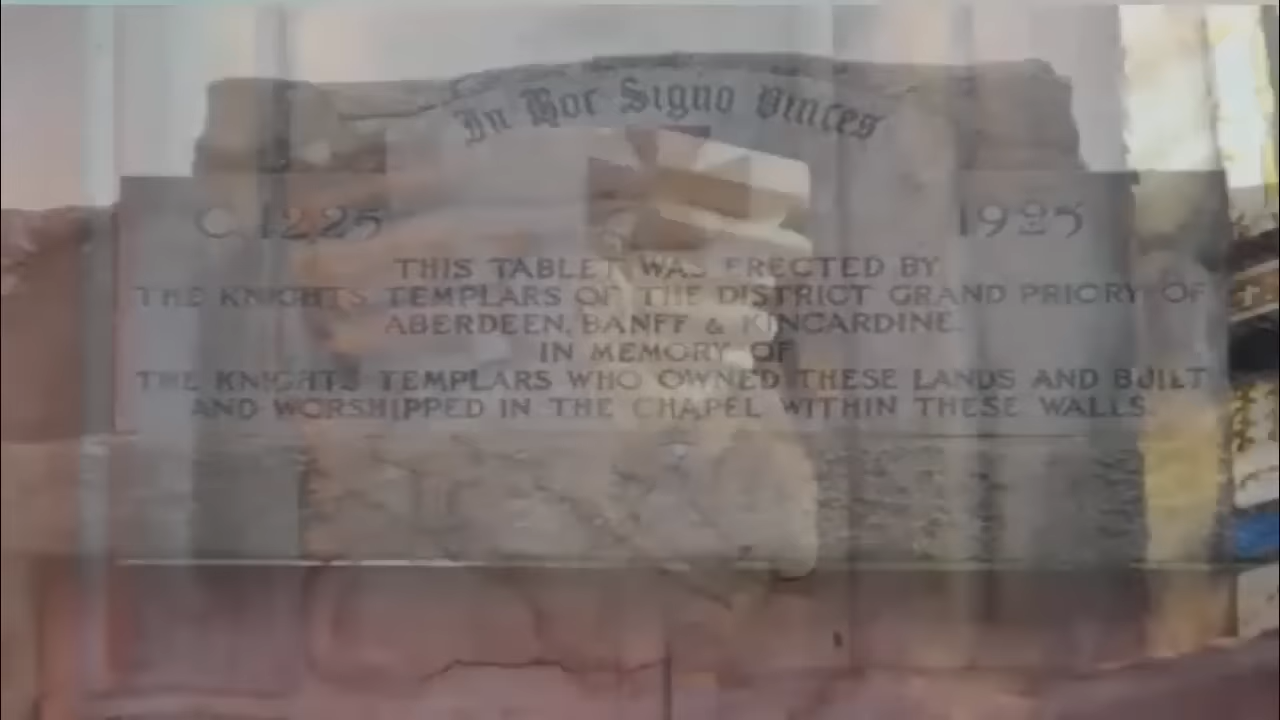 In Hoc Signo Vinces
C 1225 1925
THIS TABLET WAS ERECTED BY
THE KNIGHTS TEMPLARS OF THE DISTRICT GRAND PRIORY OF
ABERDEEN, BANFF & KINCARDINE.
IN MEMORY OF
THE KNIGHTS TEMPLARS WHO OWNED THESE LANDS AND BUILT
AND WORSHIPPED IN THE CHAPEL WITHIN THESE WALLS.